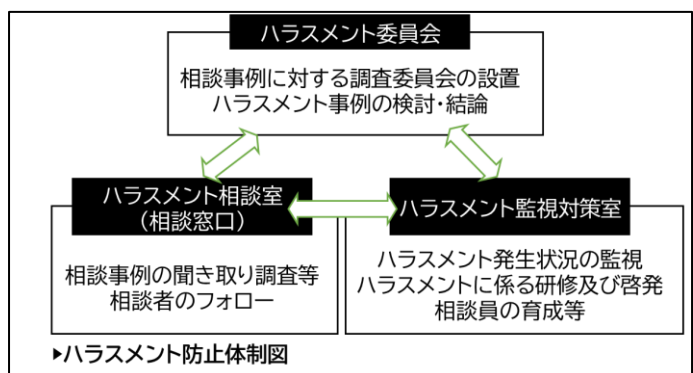 ハラスメント委員会
相談事例に対する調査委員会の設置
ハラスメント事例の検討・結論
ハラスメント相談室
(相談窓口)
相談事例の聞き取り調査等
相談者のフォロー
ハラスメント監視対策室
ハラスメント発生状況の監視
ハラスメントに係る研修及び啓発
相談員の育成等
▶ハラスメント防止体制図